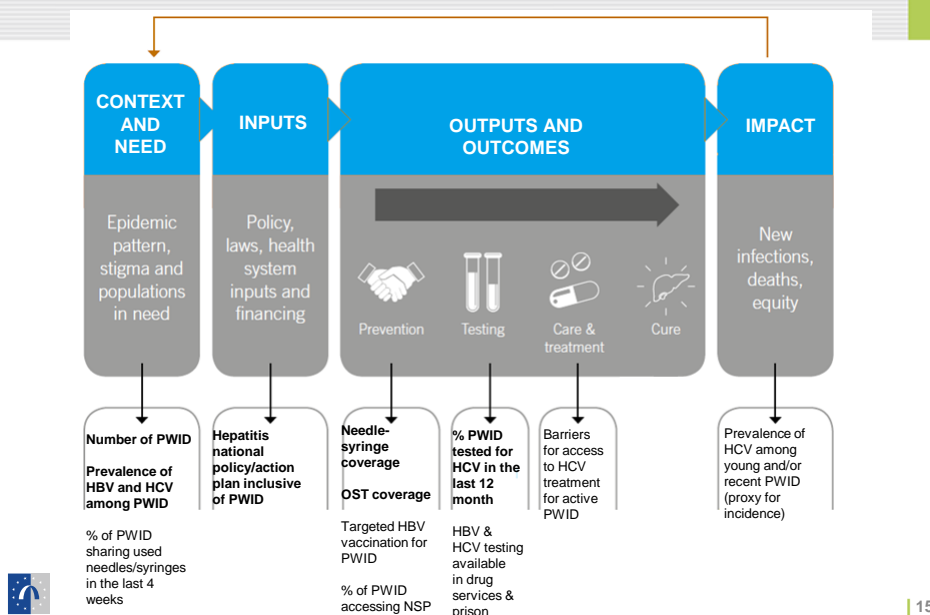 CONTEXT
AND
NEED
INPUTS
OUTPUTS AND
OUTCOMES
IMPACT
Epidemic
pattern,
stigma and
populations
in need
Policy,
laws, health
system
inputs and
financing
Prevention
Testing
Care &
treatment
Cure
New
infections,
deaths,
equity
Number of PWID
Prevalence of
HBV and HCV
among PWID
% of PWID
sharing used
needles/syringes
in the last 4
weeks
Hepatitis
national
policy/action
plan inclusive
of PWID
Needle-
syringe
coverage
OST coverage
Targeted HBV
vaccination for
PWID
% of PWID
accessing NSP
% PWID
tested for
HCV in the
last 12
month
HBV &
HCV testing
available
in drug
services &
prison
Barriers
for access
to HCV
treatment
for active
PWID
Prevalence of
HCV among
young and/or
recent PWID
(proxy for
incidence)
15